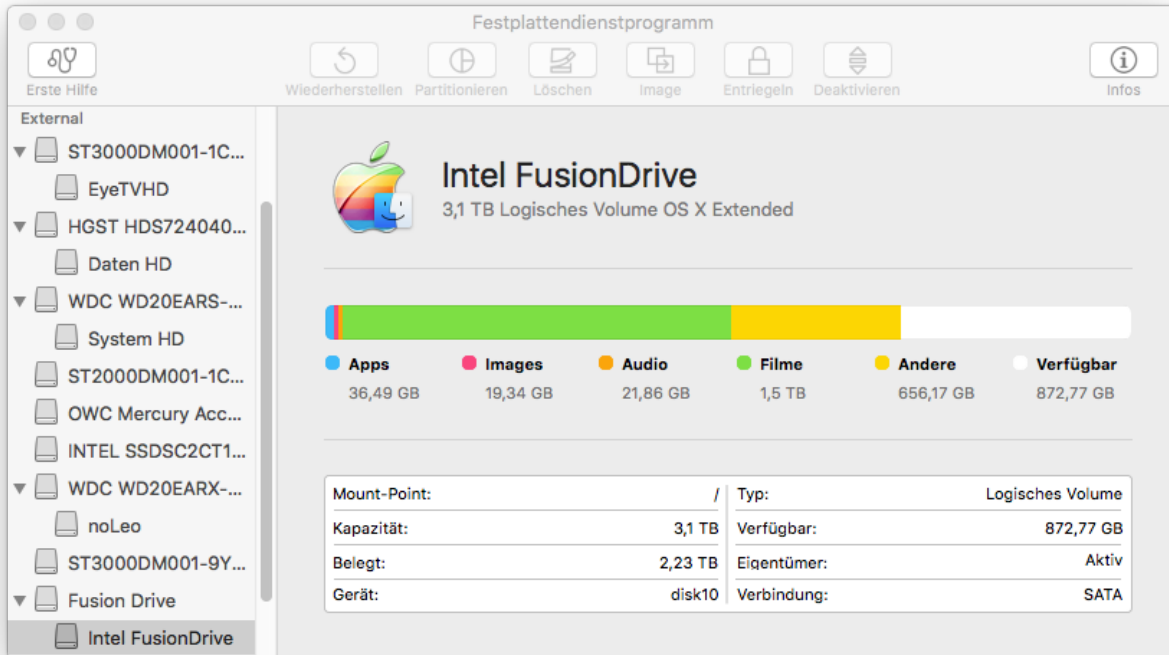 Festplattendienstprogramm
Erste Hilfe
Wiederherstellen
Partitionieren
Löschen
Image
Entriegeln
Deaktivieren
Infos
External
ST3000DM001-1C...
EyeTVHD
HGST HDS724040...
Daten HD
WDC WD20EARS-...
System HD
ST2000DM001-1C...
OWC Mercury Acc...
INTEL SSDSC2CT1...
WDC WD20EARX-...
noLeo
ST3000DM001-9Y...
Fusion Drive
Intel FusionDrive
Intel FusionDrive
3,1 TB Logisches Volume OS X Extended
Apps
36,49 GB
Images
19,34 GB
Audio
21,86 GB
Filme
1,5 TB
Andere
656,17 GB
Verfügbar
872,77 GB
Mount-Point: /
Kapazität: 3,1 TB
Belegt: 2,23 TB
Gerät: disk10
Typ: Logisches Volume
Verfügbar: 872,77 GB
Eigentümer: Aktiv
Verbindung: SATA